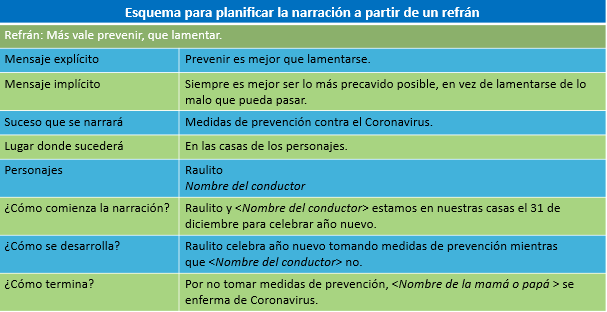 Esquema para planificar la narración a partir de un refrán
Refrán: Más vale prevenir, que lamentar.
Mensaje explícito
Prevenir es mejor que lamentarse.
Mensaje implícito
Siempre es mejor ser lo más precavido posible, en vez de lamentarse de lo
malo que pueda pasar.
Suceso que se narrará
Medidas de prevención contra el Coronavirus.
Lugar donde sucederá
En las casas de los personajes.
Personajes
Raulito
Nombre del conductor
¿Cómo comienza la narración?
Raulito y <Nombre del conductor> estamos en nuestras casas el 31 de
diciembre para celebrar año nuevo.
¿Cómo se desarrolla?
Raulito celebra año nuevo tomando medidas de prevención mientras
que <Nombre del conductor> no.
¿Cómo termina?
Por no tomar medidas de prevención, <Nombre de la mamá o papá > se
enferma de Coronavirus.